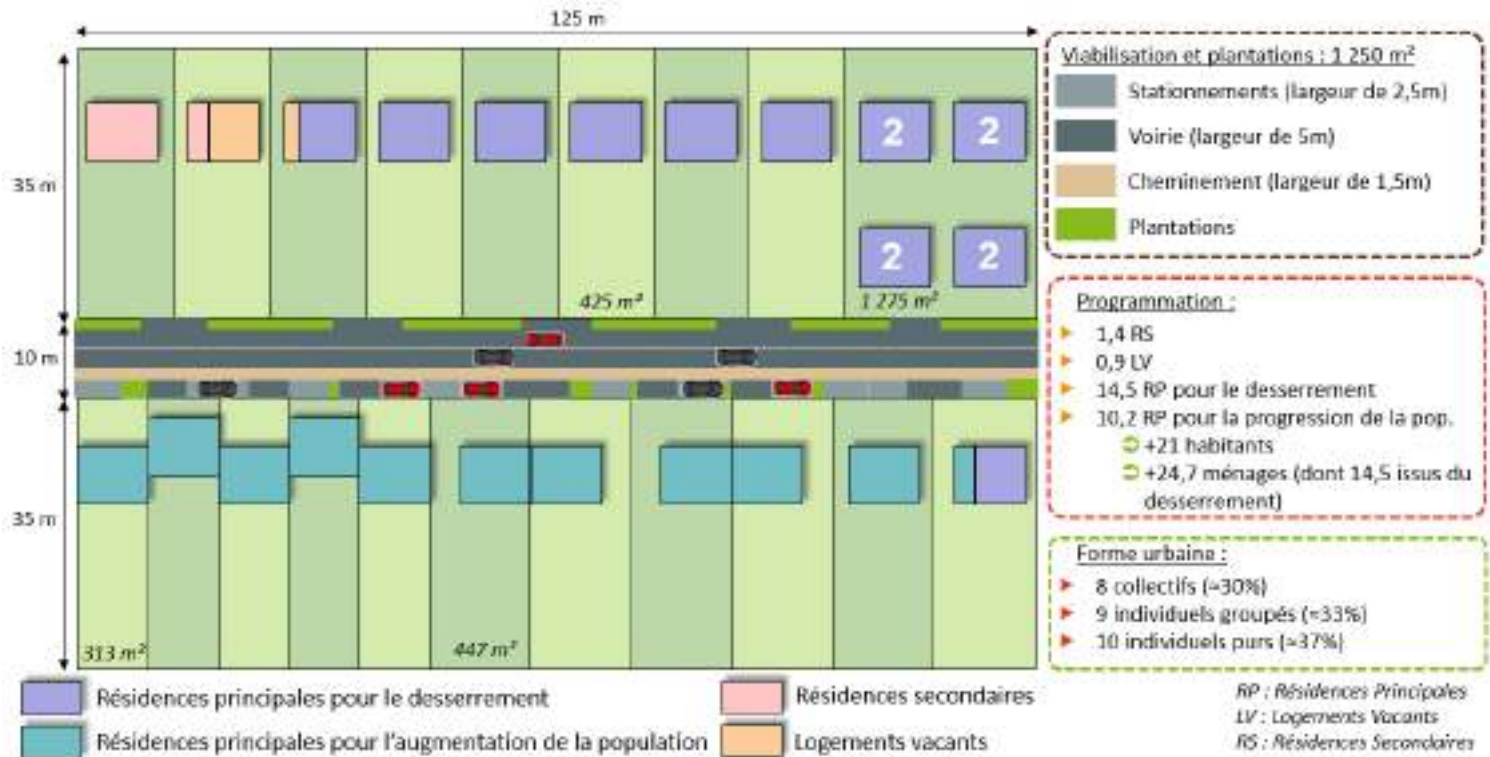 125 m
35 m
10 m
35 m
2
2
2
2
425 m²
1 275 m²
313 m²
447 m²
Viabilisation et plantations : 1 250 m²
Stationnements (largeur de 2,5m)
Voirie (largeur de 5m)
Cheminement (largeur de 1,5m)
Plantations
Programmation :
1,4 RS
0,9 LV
14,5 RP pour le desserrement
10,2 RP pour la progression de la pop.
+21 habitants
+24,7 ménages (dont 14,5 issus du
desserrement)
Forme urbaine :
8 collectifs (≈30%)
9 individuels groupés (≈33%)
10 individuels purs (≈37%)
Résidences principales pour le desserrement
Résidences principales pour l'augmentation de la population
Résidences secondaires
Logements vacants
RP : Résidences Principales
LV : Logements Vacants
RS : Résidences Secondaires